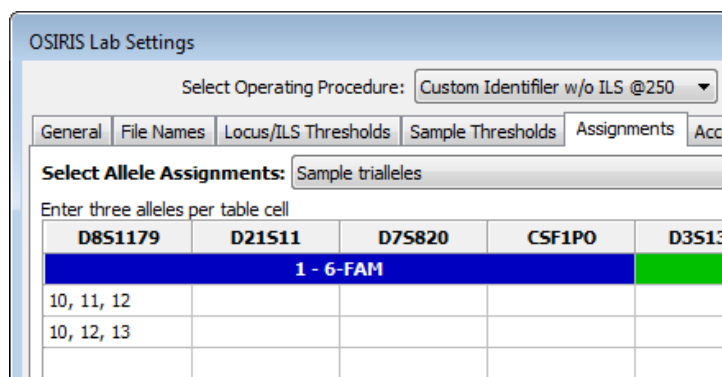 OSIRIS Lab Settings
Select Operating Procedure: Custom Identifiler w/o ILS @250
General File Names Locus/ILS Thresholds Sample Thresholds Assignments Acc
Select Allele Assignments: Sample trialleles
Enter three alleles per table cell
D8S1179 D21S11 D7S820 CSF1PO D3S13
1 - 6-FAM
10, 11, 12
10, 12, 13